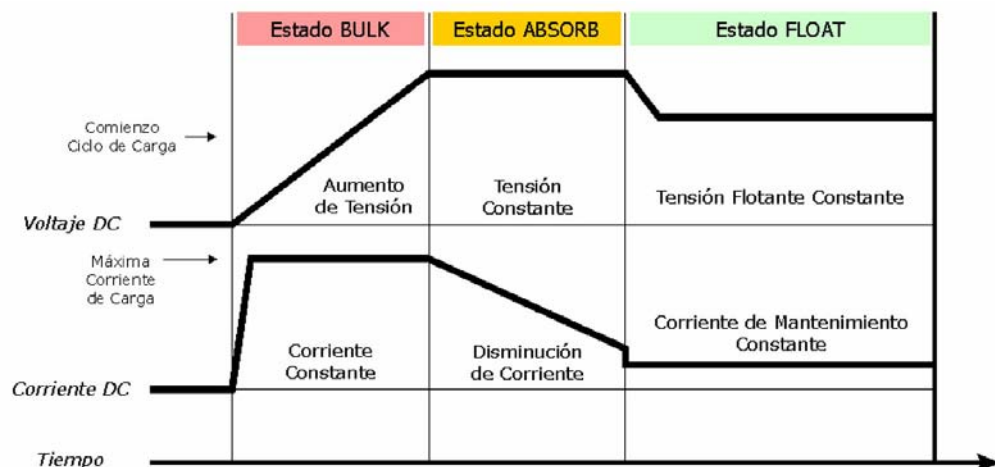 Estado BULK
Estado ABSORB
Estado FLOAT
Comienzo
Ciclo de Carga
Aumento
de Tensión
Tensión
Constante
Tensión Flotante Constante
Voltaje DC
Máxima
Corriente
de Carga
Corriente
Constante
Disminución
de Corriente
Corriente de Mantenimiento
Constante
Corriente DC
Tiempo